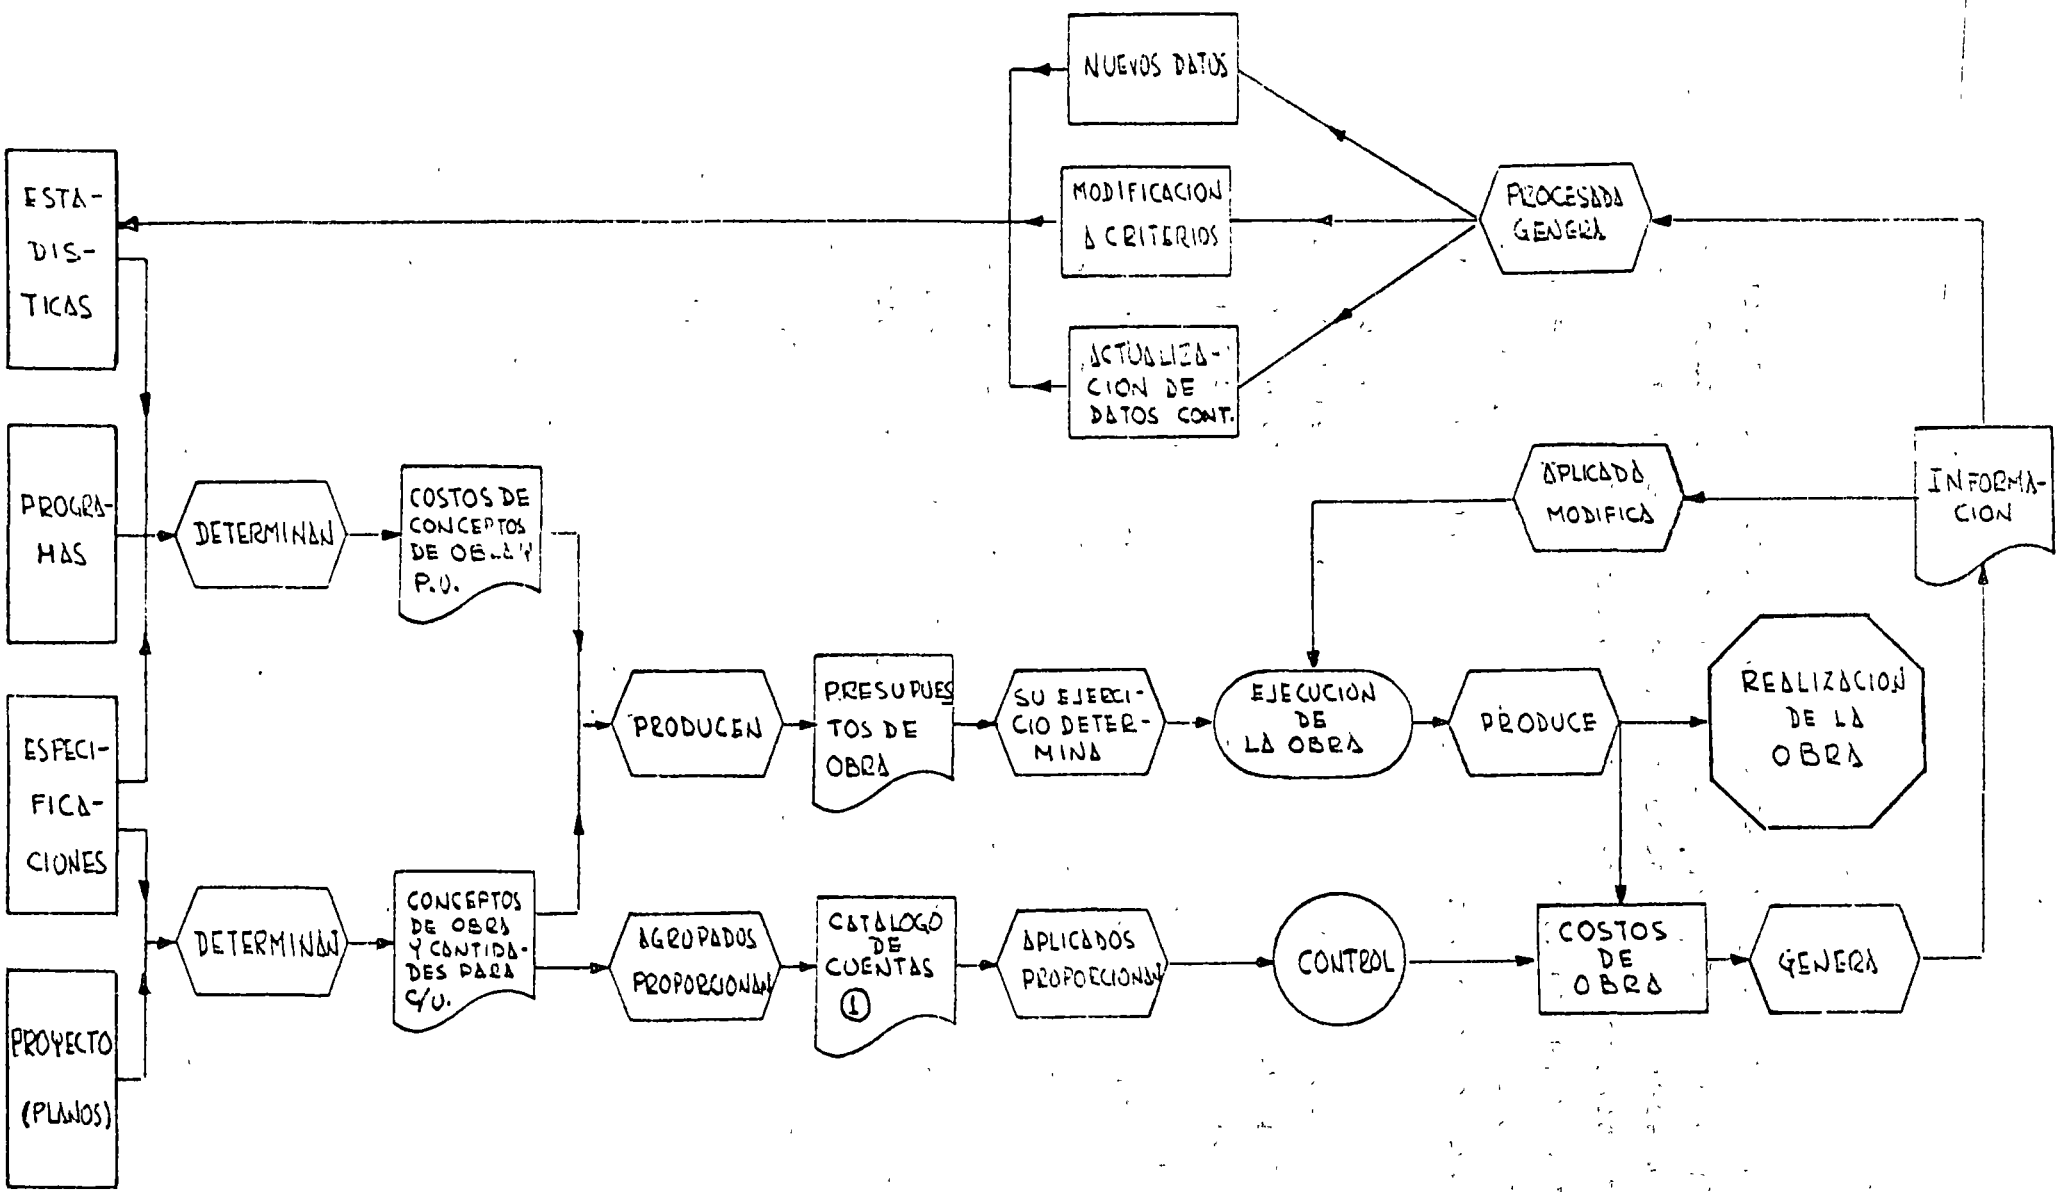 NUEVOS DATOS
MODIFICACION
A CRITERIOS
ACTUALIZA-
CION DE
DATOS CONT.
PROCESADA
GENERA
ESTA-
DIS-
TICAS
PROGRA-
MAS
ESPECI-
FICA-
CIONES
PROYECTO
(PLANOS)
DETERMINAN
COSTOS DE
CONCEPTOS
DE OBRA Y
P.U.
APLICADA
MODIFICA
INFORMA-
CION
PRODUCEN
PRESUPUES
TOS DE
OBRA
SU EJERCI-
CIO DETER-
MINA
EJECUCION
DE
LA OBRA
PRODUCE
REALIZACION
DE LA
OBRA
DETERMINAN
CONCEPTOS
DE OBRA
Y CANTIDA-
DES PARA
C/U.
AGRUPADOS
PROPORCIONAN
CATALOGO
DE
CUENTAS
1
APLICADOS
PROPORCIONAN
CONTROL
COSTOS
DE
OBRA
GENERA